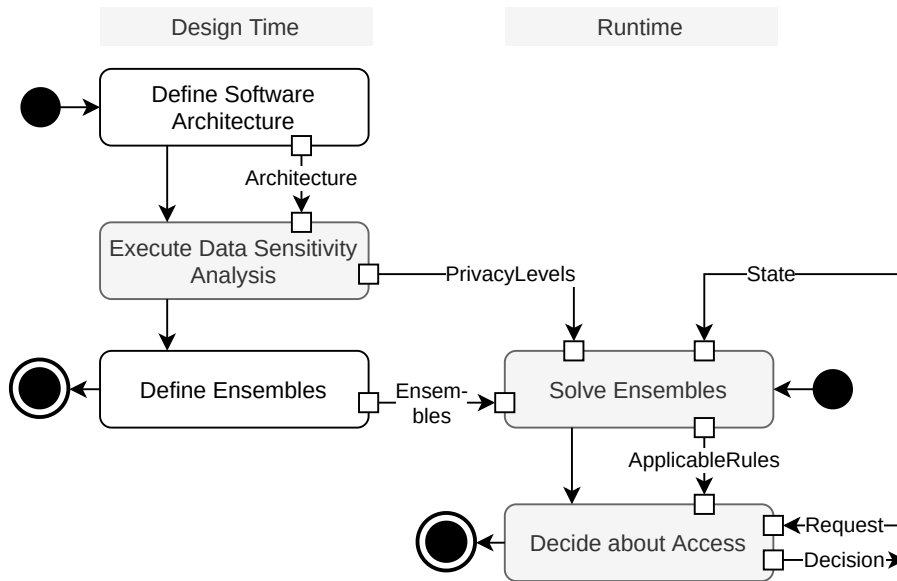 Design Time
Runtime
Define Software
Architecture
Architecture
Execute Data Sensitivity
Analysis
PrivacyLevels
State
Define Ensembles
Ensem-
bles
Solve Ensembles
ApplicableRules
Decide about Access
Request
Decision